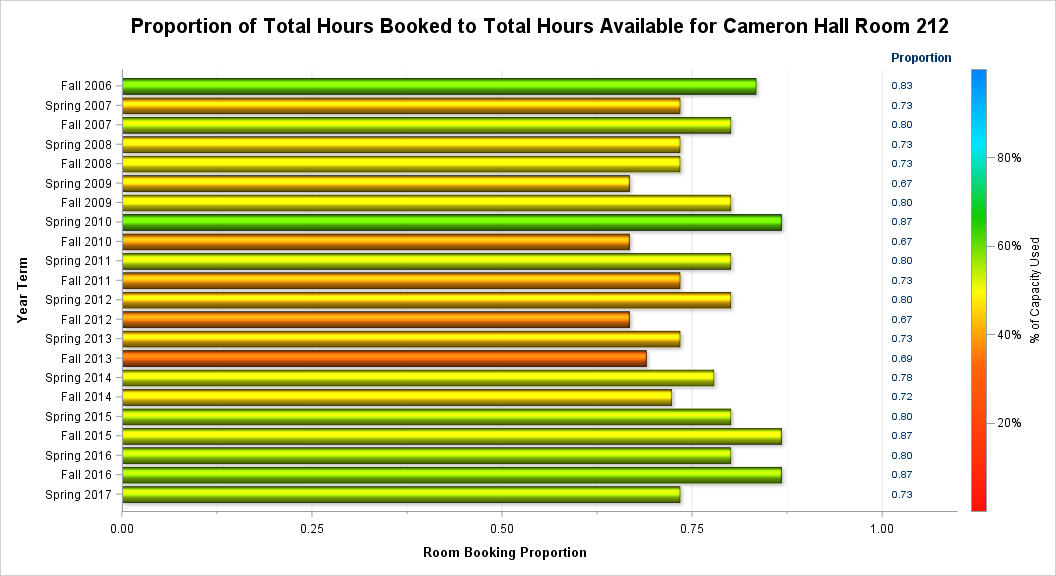 Proportion of Total Hours Booked to Total Hours Available for Cameron Hall Room 212
Proportion
Fall 2006 0.83
Spring 2007 0.73
Fall 2007 0.80
Spring 2008 0.73
Fall 2008 0.73
Spring 2009 0.67
Fall 2009 0.80
Spring 2010 0.87
Fall 2010 0.67
Spring 2011 0.80
Fall 2011 0.73
Spring 2012 0.80
Fall 2012 0.67
Spring 2013 0.73
Fall 2013 0.69
Spring 2014 0.78
Fall 2014 0.72
Spring 2015 0.80
Fall 2015 0.87
Spring 2016 0.80
Fall 2016 0.87
Spring 2017 0.73
Year Term
0.00 0.25 0.50 0.75 1.00
Room Booking Proportion
80%
60%
40%
20%
% of Capacity Used